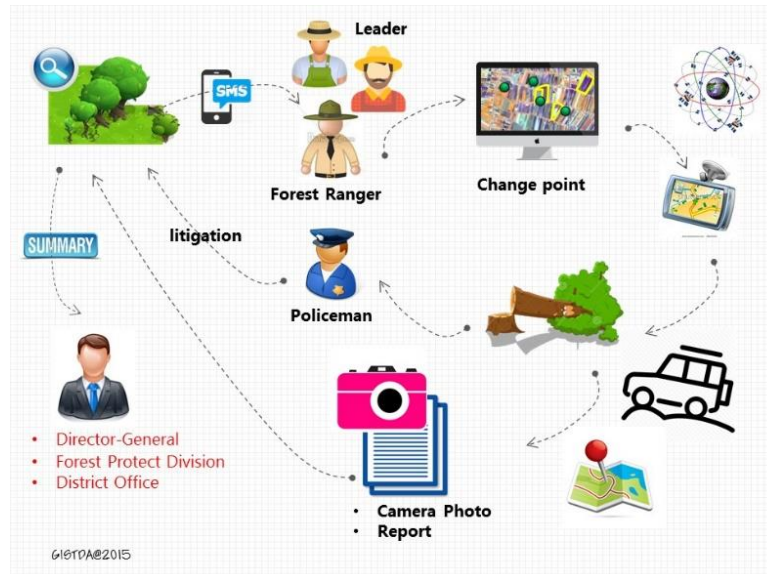 Leader
SMS
Forest Ranger
Change point
litigation
SUMMARY
Policeman
• Director-General
• Forest Protect Division
• District Office
• Camera Photo
• Report
GISTDA@2015